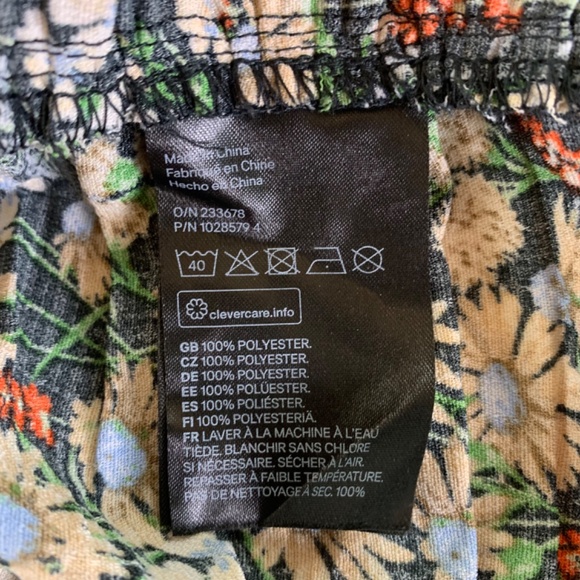 Made in China
Fabriqué en Chine
Hecho en China
O/N 233678
P/N 1028579 4
40
clevercare.info
GB 100% POLYESTER.
CZ 100% POLYESTER.
DE 100% POLYESTER.
EE 100% POLÜESTER.
ES 100% POLIÉSTER.
FI 100% POLYESTERIÄ.
FR LAVER À LA MACHINE À L'EAU
TIÈDE. BLANCHIR SANS CHLORE
SI NÉCESSAIRE. SÉCHER À L'AIR.
REPASSER À FAIBLE TEMPÉRATURE.
PAS DE NETTOYAGE À SEC. 100%